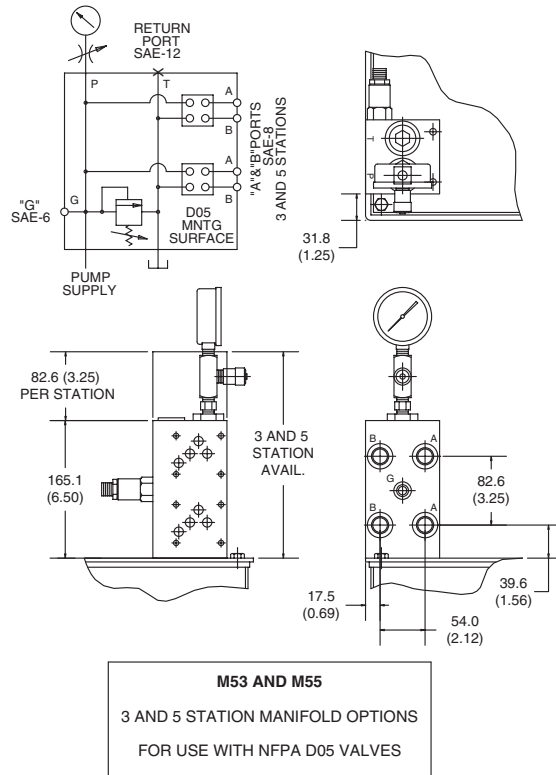 RETURN
PORT
SAE-12
P
T
A
B
A
B
"A"&"B"PORTS
SAE-8
3 AND 5 STATIONS
"G"
SAE-6
G
D05
MNTG
SURFACE
PUMP
SUPPLY
T
P
31.8
(1.25)
82.6 (3.25)
PER STATION
165.1
(6.50)
3 AND 5
STATION
AVAIL.
B
A
G
B
A
82.6
(3.25)
39.6
(1.56)
17.5
(0.69)
54.0
(2.12)
M53 AND M55
3 AND 5 STATION MANIFOLD OPTIONS
FOR USE WITH NFPA D05 VALVES